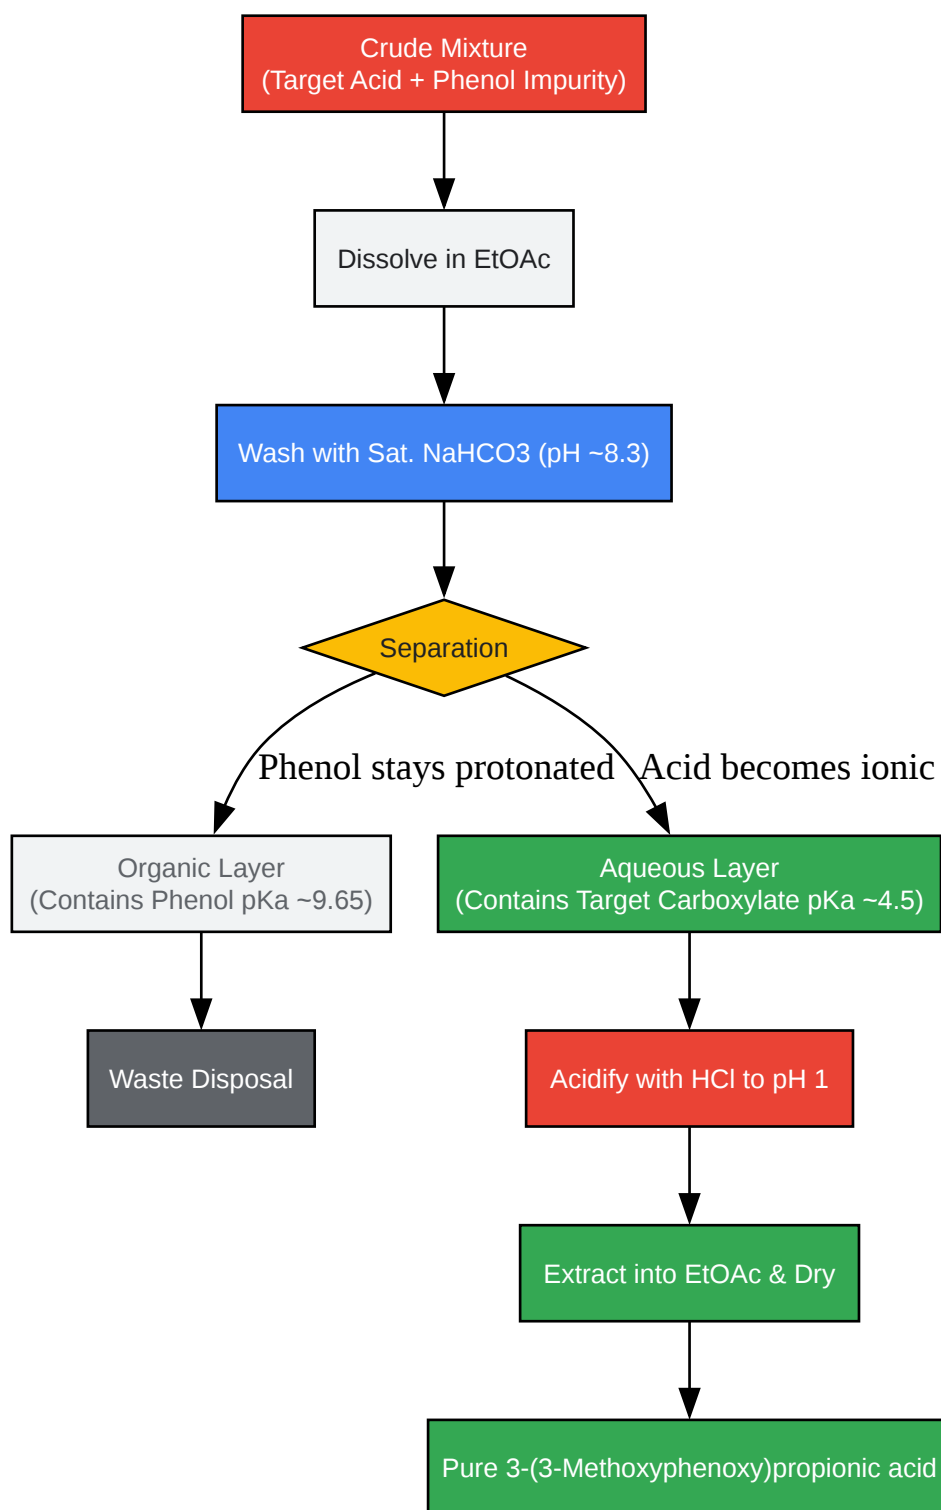 Crude Mixture
(Target Acid + Phenol Impurity)
Dissolve in EtOAc
Wash with Sat. NaHCO3 (pH ~8.3)
Separation
Phenol stays protonated
Acid becomes ionic
Organic Layer
(Contains Phenol pKa ~9.65)
Aqueous Layer
(Contains Target Carboxylate pKa ~4.5)
Waste Disposal
Acidify with HCl to pH 1
Extract into EtOAc & Dry
Pure 3-(3-Methoxyphenoxy)propionic acid